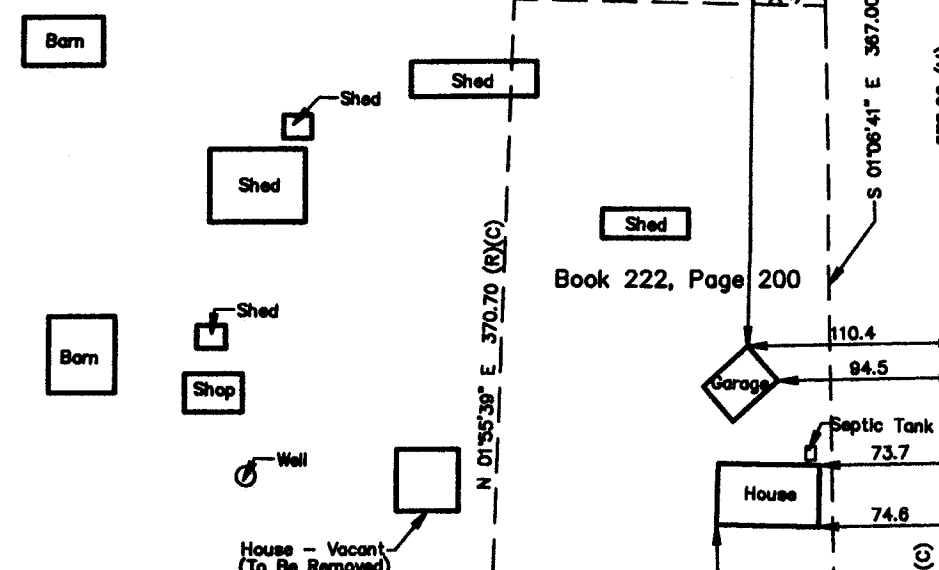 Barn
Shed
Shed
Shed
Shed
Book 222, Page 200
S 01°06'41" E 367.00
N 01°55'39" E 370.70 (R)(C)
Shed
Barn
Shop
110.4
94.5
Garage
Septic Tank
73.7
Well
House
74.6
House - Vacant
(To Be Removed)
(C)